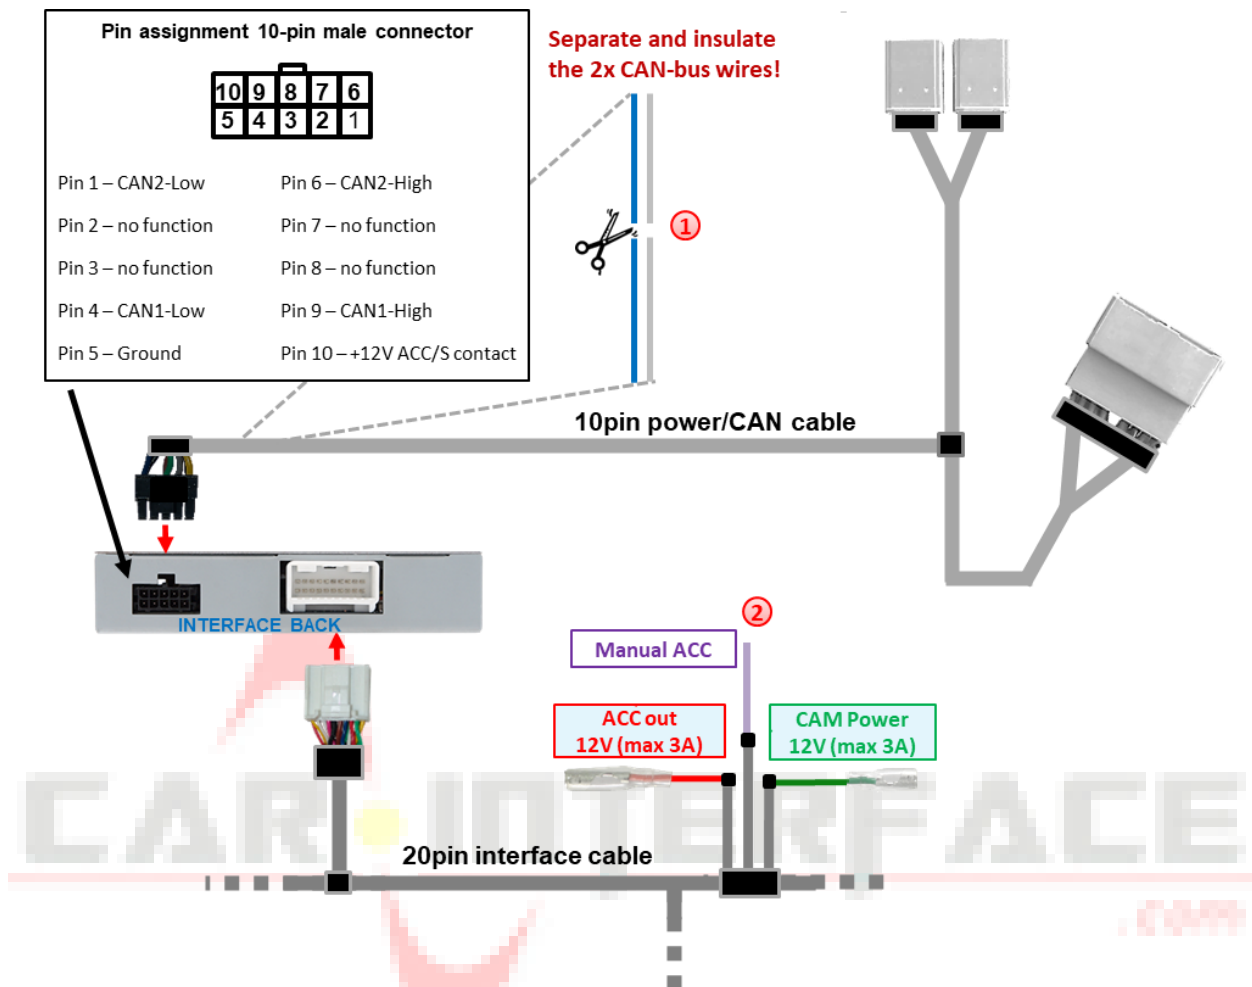 Pin assignment 10-pin male connector
10 9 8 7 6
5 4 3 2 1
Pin 1 – CAN2-Low
Pin 6 – CAN2-High
Pin 2 – no function
Pin 7 – no function
Pin 3 – no function
Pin 8 – no function
Pin 4 – CAN1-Low
Pin 9 – CAN1-High
Pin 5 – Ground
Pin 10 – +12V ACC/S contact
Separate and insulate
the 2x CAN-bus wires!
1
10pin power/CAN cable
INTERFACE BACK
2
Manual ACC
ACC out
12V (max 3A)
CAM Power
12V (max 3A)
20pin interface cable
CAR INTERFACE
.com